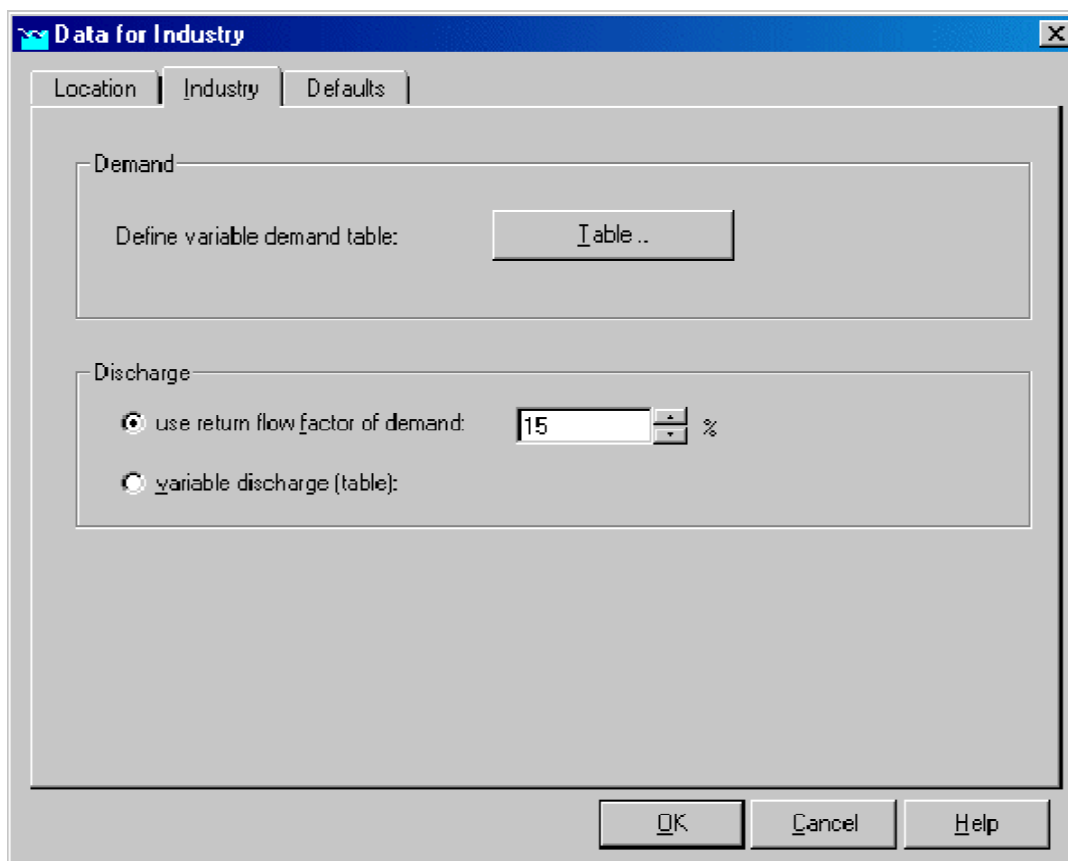 Data for Industry
Location Industry Defaults
Demand
Define variable demand table: Table ..
Discharge
use return flow factor of demand: 15 %
variable discharge (table):
OK Cancel Help